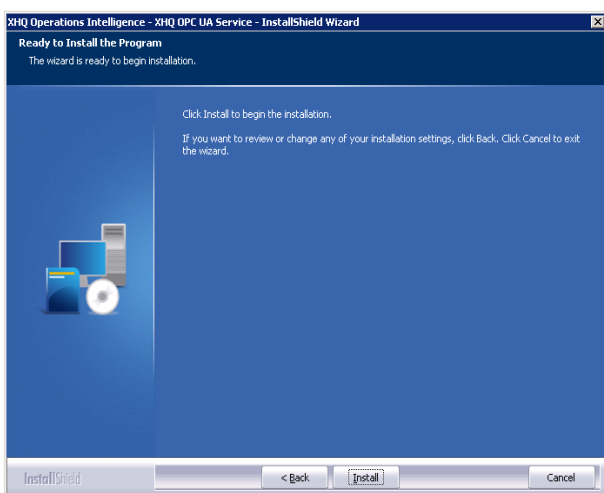 XHQ Operations Intelligence - XHQ OPC UA Service - InstallShield Wizard
Ready to Install the Program
The wizard is ready to begin installation.
Click Install to begin the installation.
If you want to review or change any of your installation settings, click Back. Click Cancel to exit
the wizard.
InstallShield
< Back
Install
Cancel